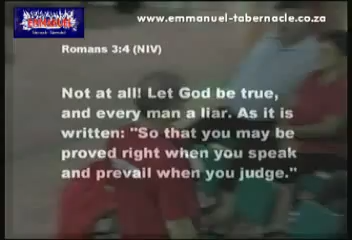 EMMANUEL
www.emmanuel-tabernacle.co.za
Romans 3:4 (NIV)
Not at all! Let God be true,
and every man a liar. As it is
written: "So that you may be
proved right when you speak
and prevail when you judge."